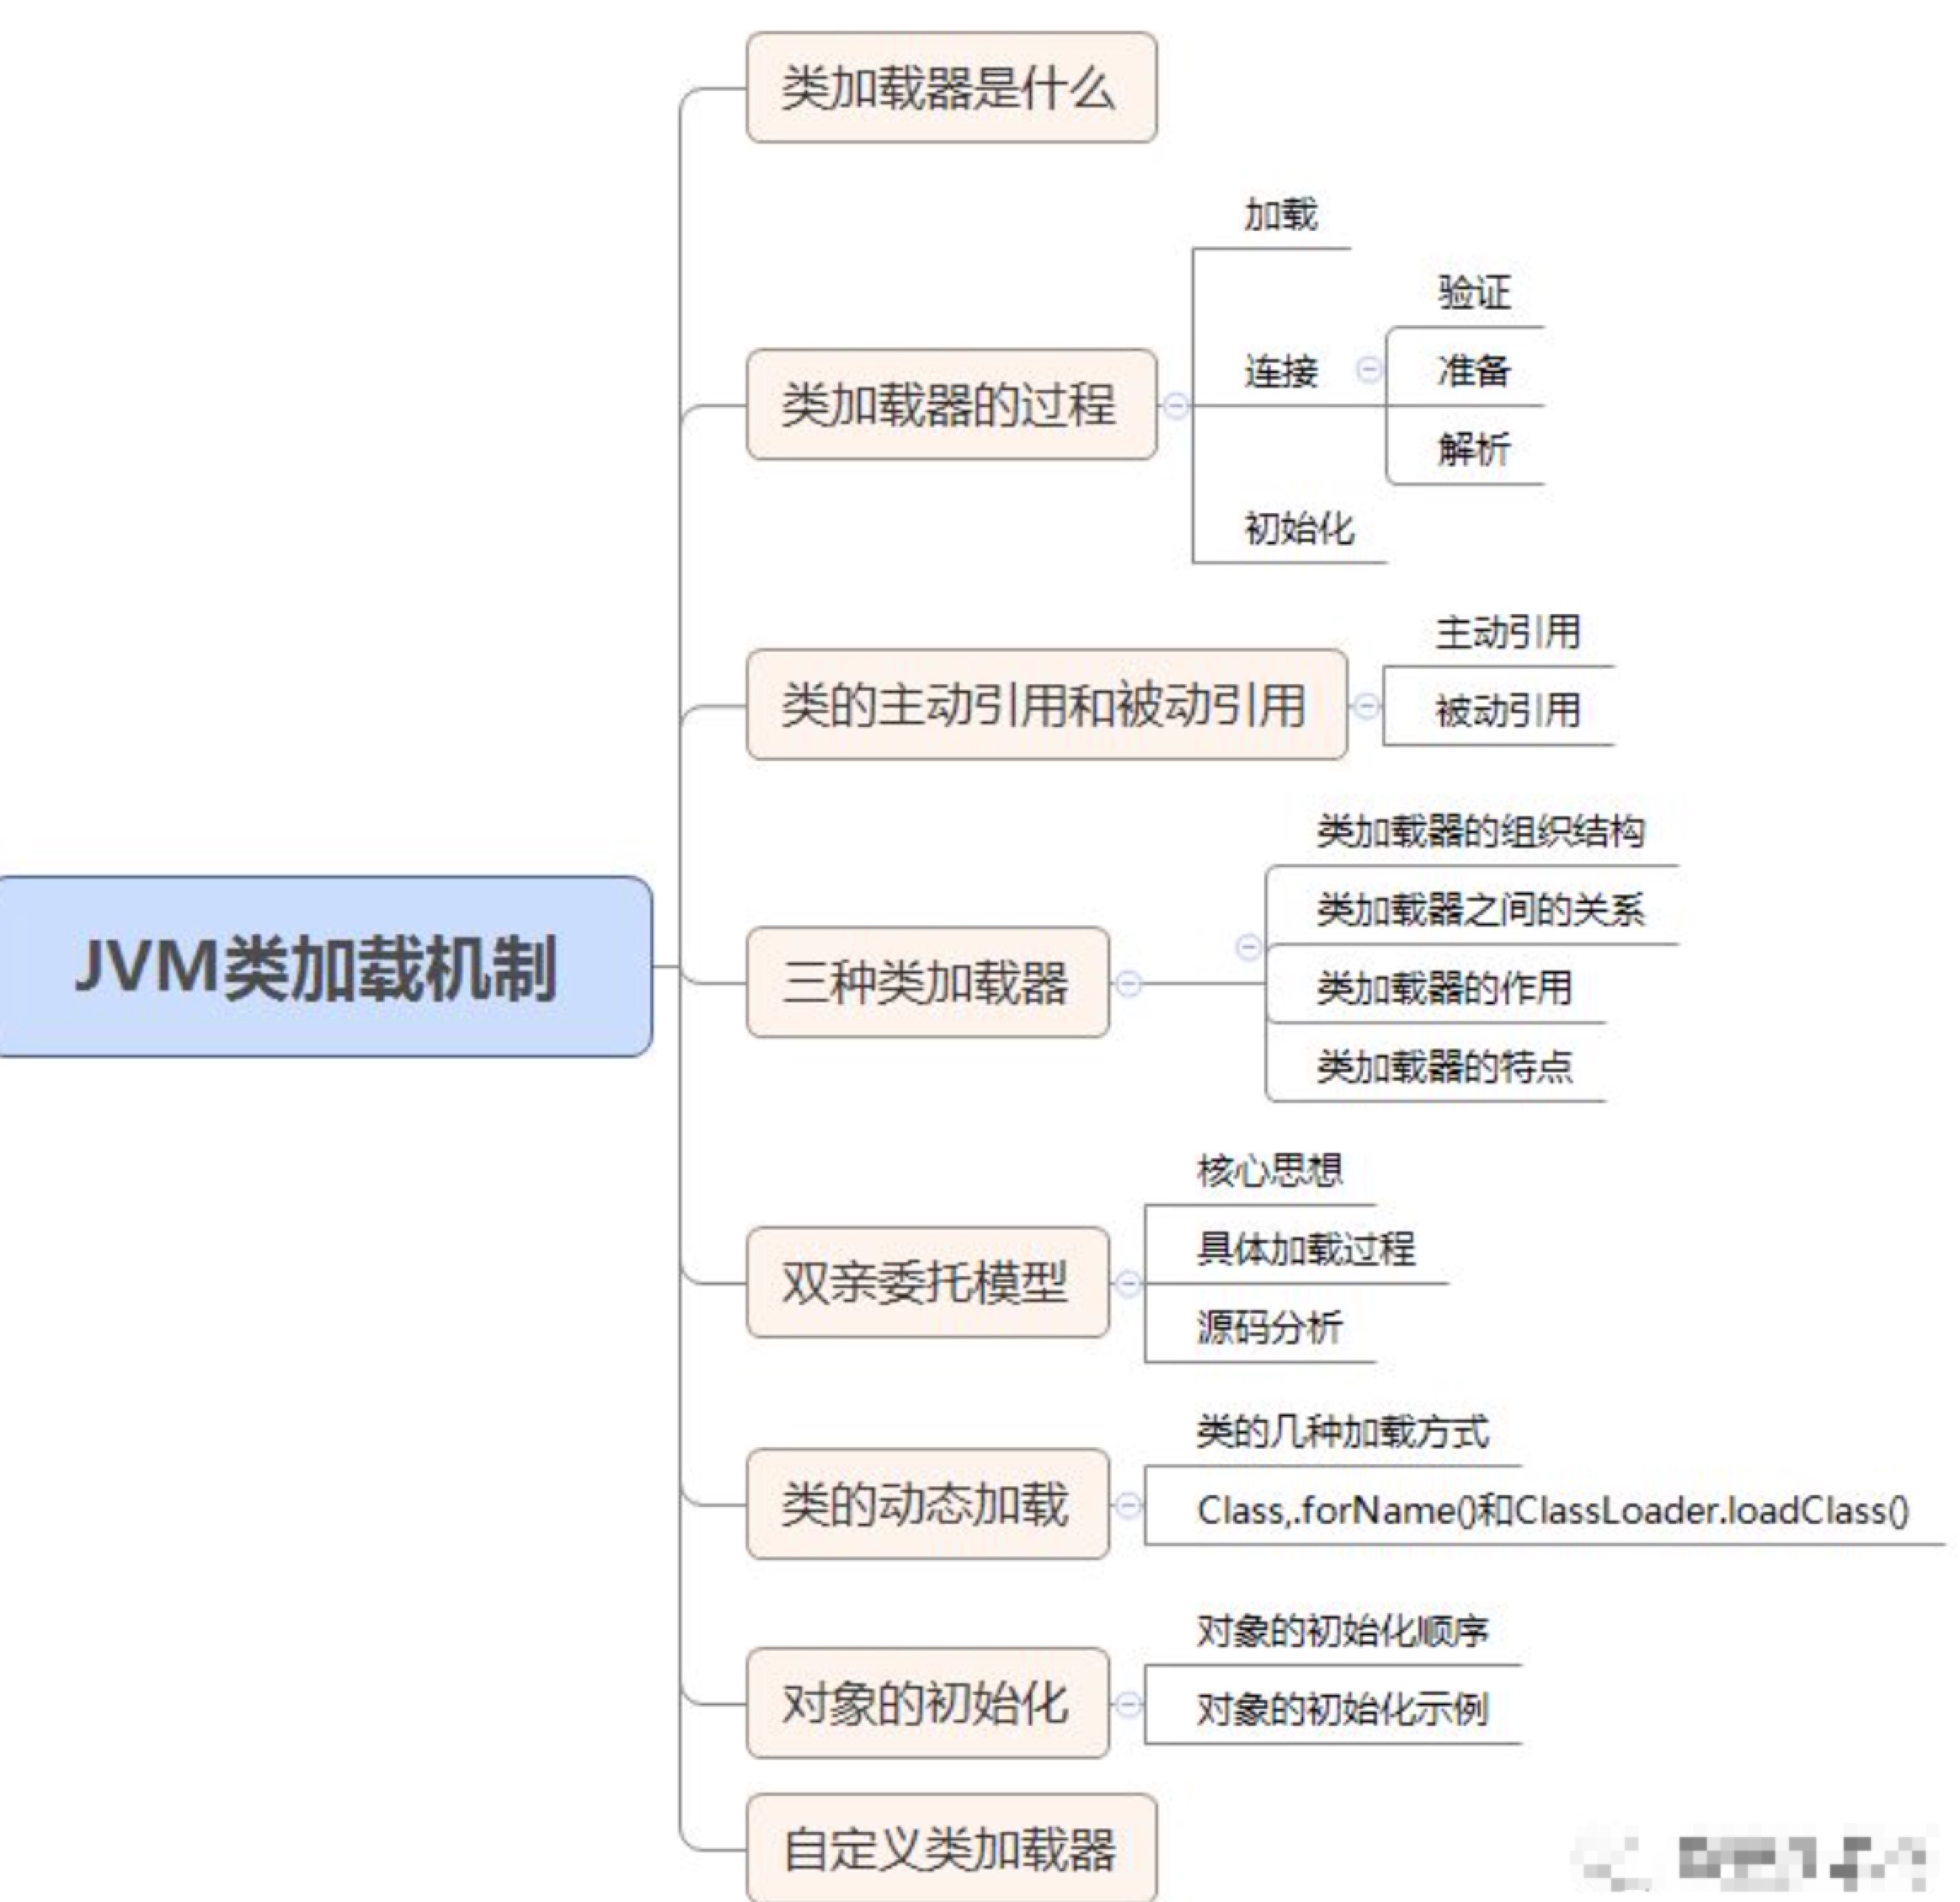 类加载器是什么
加载
验证
连接
准备
类加载器的过程
解析
初始化
主动引用
类的主动引用和被动引用
被动引用
类加载器的组织结构
类加载器之间的关系
JVM类加载机制
三种类加载器
类加载器的作用
类加载器的特点
核心思想
具体加载过程
双亲委托模型
源码分析
类的几种加载方式
类的动态加载
Class,.forName()和ClassLoader.loadClass()
对象的初始化顺序
对象的初始化
对象的初始化示例
自定义类加载器